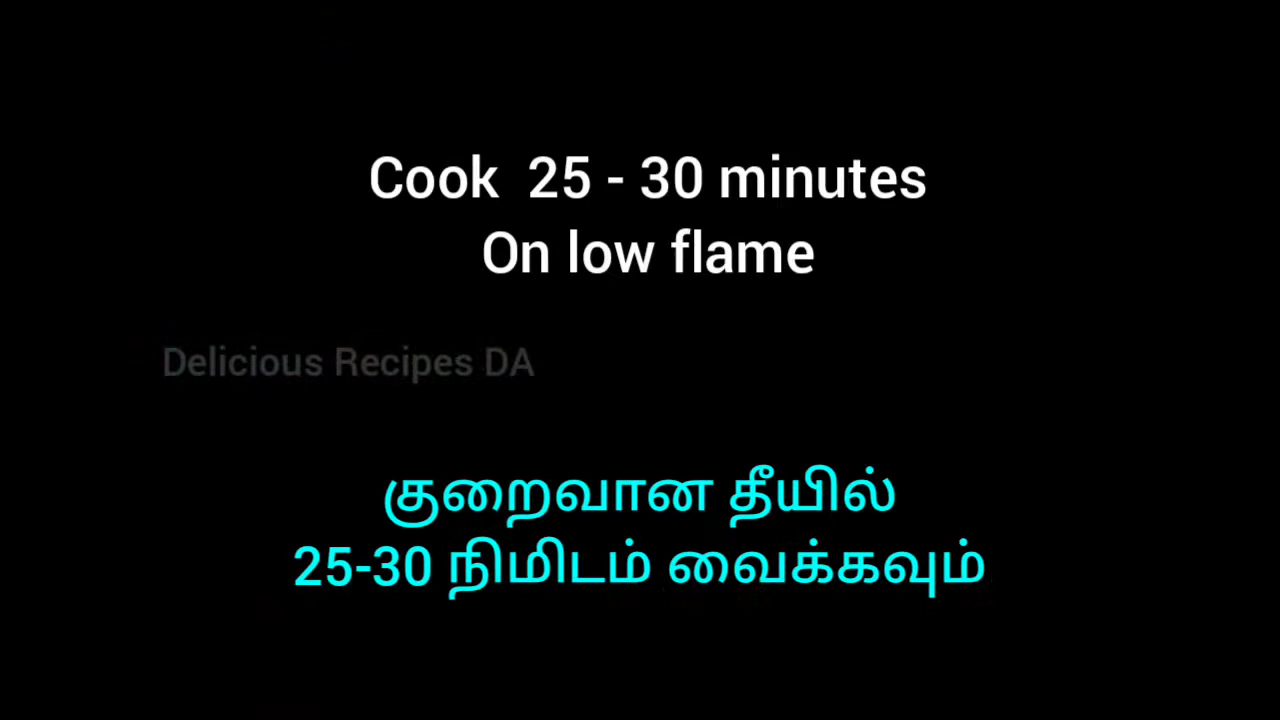 Cook  25 - 30 minutes
On low flame
Delicious Recipes DA
குறைவான தீயில்
25-30 நிமிடம் வைக்கவும்